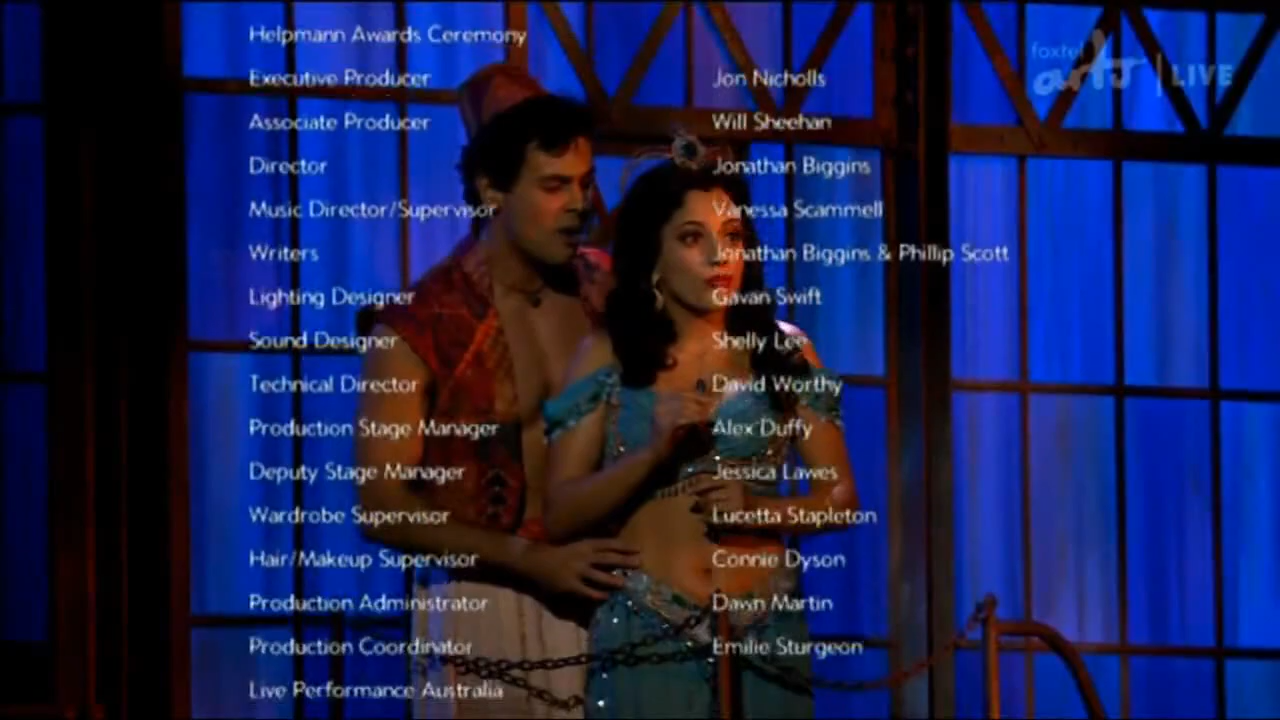 Helpmann Awards Ceremony
foxtel
arts | LIVE
Executive Producer Jon Nicholls
Associate Producer Will Sheehan
Director Jonathan Biggins
Music Director/Supervisor Vanessa Scammell
Writers Jonathan Biggins & Phillip Scott
Lighting Designer Gavan Swift
Sound Designer Shelly Lee
Technical Director David Worthy
Production Stage Manager Alex Duffy
Deputy Stage Manager Jessica Lawes
Wardrobe Supervisor Lucetta Stapleton
Hair/Makeup Supervisor Connie Dyson
Production Administrator Dawn Martin
Production Coordinator Emilie Sturgeon
Live Performance Australia